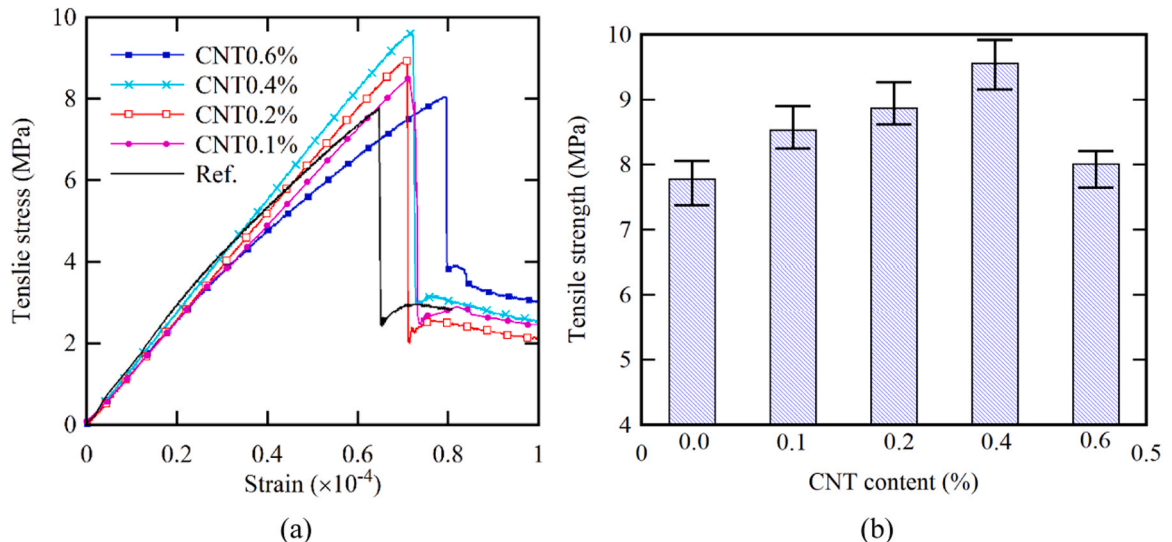 10
8
6
4
2
0
Tenslie stress (MPa)
CNT0.6%
CNT0.4%
CNT0.2%
CNT0.1%
Ref.
0 0.2 0.4 0.6 0.8 1
Strain (×10-4)
(a)
10
9
8
7
6
5
4
Tensile strength (MPa)
0.0 0.1 0.2 0.4 0.6
0 0.5
CNT content (%)
(b)